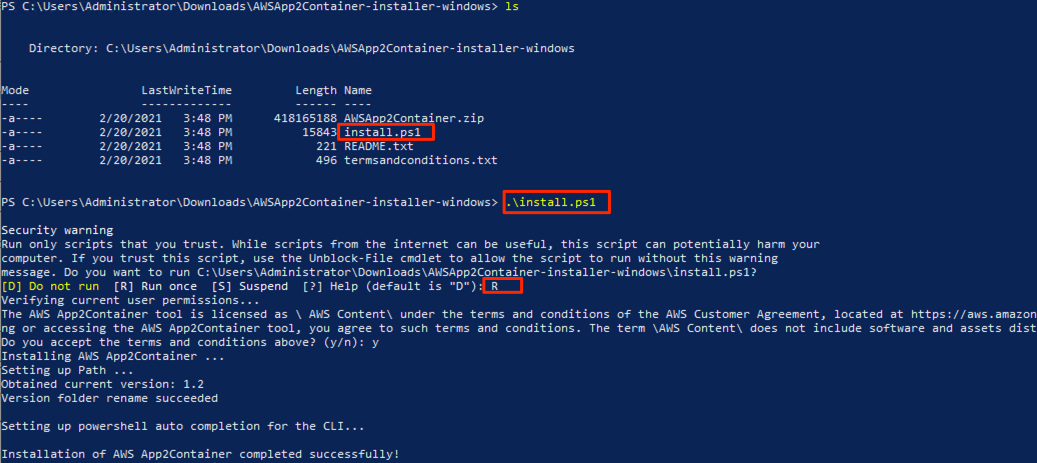 PS C:\Users\Administrator\Downloads\AWSApp2Container-installer-windows> ls
Directory: C:\Users\Administrator\Downloads\AWSApp2Container-installer-windows
Mode LastWriteTime Length Name
---- ------------- ------ ----
-a---- 2/20/2021 3:48 PM 418165188 AWSApp2Container.zip
-a---- 2/20/2021 3:48 PM 15843 install.ps1
-a---- 2/20/2021 3:48 PM 221 README.txt
-a---- 2/20/2021 3:48 PM 496 termsandconditions.txt
PS C:\Users\Administrator\Downloads\AWSApp2Container-installer-windows> .\install.ps1
Security warning
Run only scripts that you trust. While scripts from the internet can be useful, this script can potentially harm your
computer. If you trust this script, use the Unblock-File cmdlet to allow the script to run without this warning
message. Do you want to run C:\Users\Administrator\Downloads\AWSApp2Container-installer-windows\install.ps1?
[D] Do not run [R] Run once [S] Suspend [?] Help (default is "D"): R
Verifying current user permissions...
The AWS App2Container tool is licensed as \ AWS Content\ under the terms and conditions of the AWS Customer Agreement, located at https://aws.amazon
ng or accessing the AWS App2Container tool, you agree to such terms and conditions. The term \AWS Content\ does not include software and assets dist
Do you accept the terms and conditions above? (y/n): y
Installing AWS App2Container ...
Setting up Path ...
Obtained current version: 1.2
Version folder rename succeeded
Setting up powershell auto completion for the CLI...
Installation of AWS App2Container completed successfully!